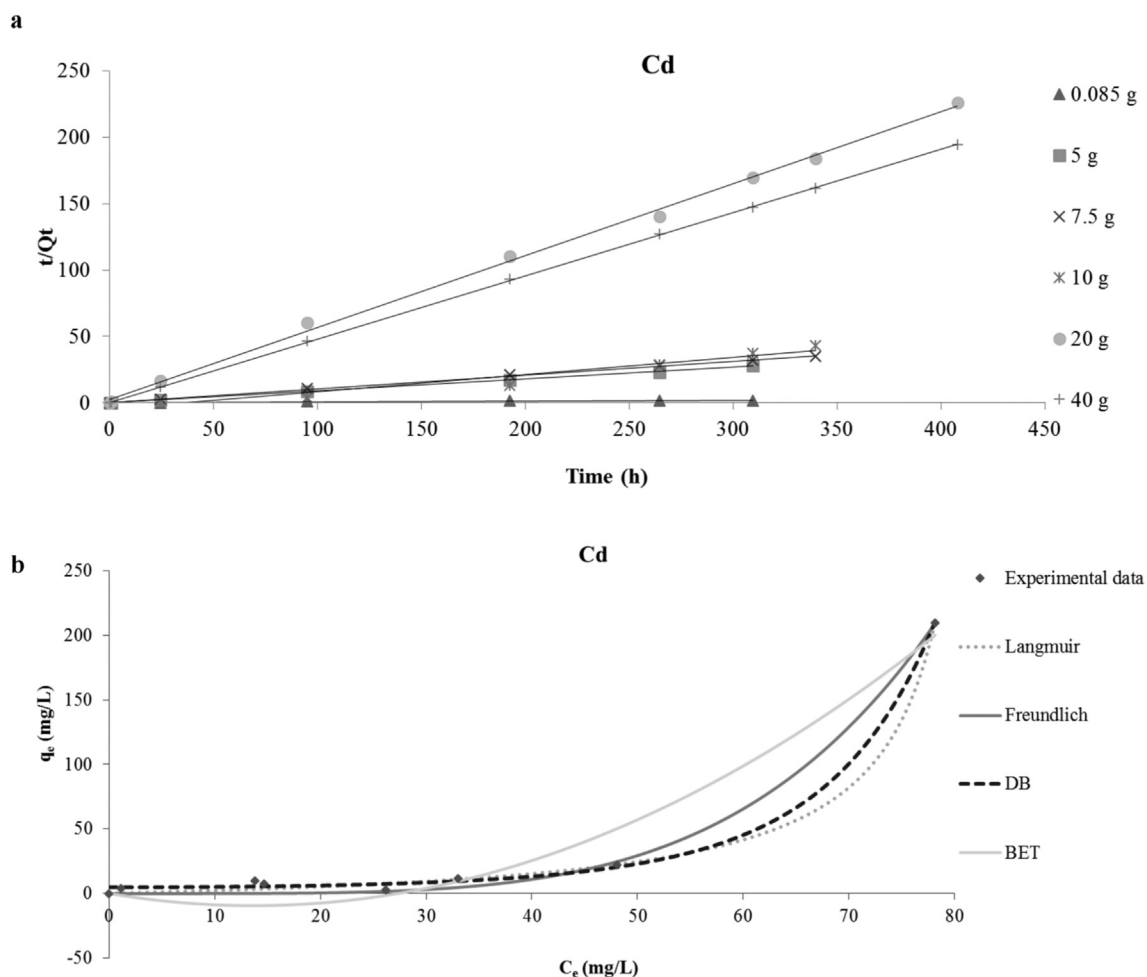 a
Cd
250
200
150
100
50
0
t/Qt
0 50 100 150 200 250 300 350 400 450
Time (h)
0.085 g
5 g
7.5 g
10 g
20 g
40 g
b
Cd
250
200
150
100
50
0
-50
qe (mg/L)
0 10 20 30 40 50 60 70 80
Ce (mg/L)
Experimental data
Langmuir
Freundlich
DB
BET